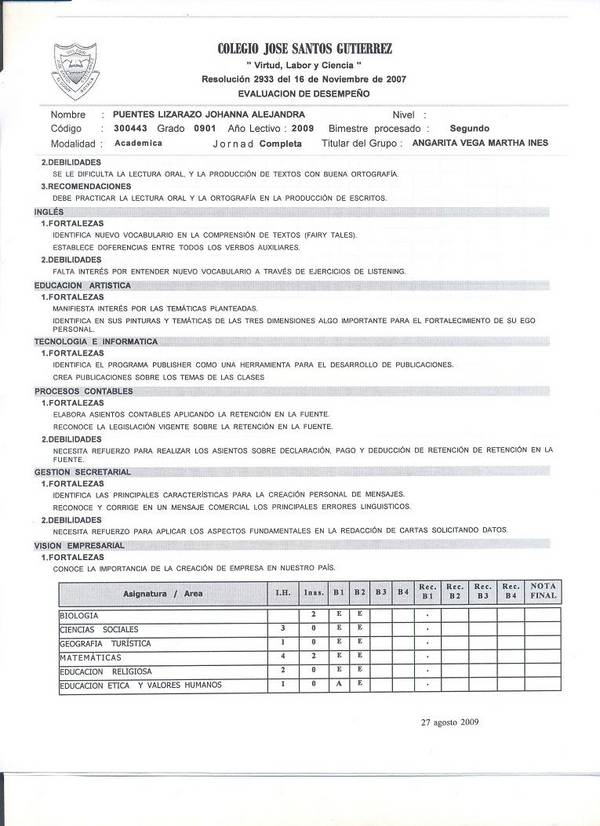 COLEGIO JOSE SANTOS GUTIERREZ
" Virtud, Labor y Ciencia "
Resolución 2933 del 16 de Noviembre de 2007
EVALUACION DE DESEMPEÑO
Nombre : PUENTES LIZARAZO JOHANNA ALEJANDRA Nivel :
Código : 300443 Grado 0901 Año Lectivo : 2009 Bimestre procesado : Segundo
Modalidad : Academica Jornad Completa Titular del Grupo : ANGARITA VEGA MARTHA INES
2.DEBILIDADES
SE LE DIFICULTA LA LECTURA ORAL, Y LA PRODUCCIÓN DE TEXTOS CON BUENA ORTOGRAFÍA.
3.RECOMENDACIONES
DEBE PRACTICAR LA LECTURA ORAL Y LA ORTOGRAFÍA EN LA PRODUCCIÓN DE ESCRITOS.
INGLÉS
1.FORTALEZAS
IDENTIFICA NUEVO VOCABULARIO EN LA COMPRENSIÓN DE TEXTOS (FAIRY TALES).
ESTABLECE DOFERENCIAS ENTRE TODOS LOS VERBOS AUXILIARES.
2.DEBILIDADES
FALTA INTERÉS POR ENTENDER NUEVO VOCABULARIO A TRAVÉS DE EJERCICIOS DE LISTENING.
EDUCACION ARTISTICA
1.FORTALEZAS
MANIFIESTA INTERÉS POR LAS TEMÁTICAS PLANTEADAS.
IDENTIFICA EN SUS PINTURAS Y TEMÁTICAS DE LAS TRES DIMENSIONES ALGO IMPORTANTE PARA EL FORTALECIMIENTO DE SU EGO
PERSONAL.
TECNOLOGIA E INFORMATICA
1.FORTALEZAS
IDENTIFICA EL PROGRAMA PUBLISHER COMO UNA HERRAMIENTA PARA EL DESARROLLO DE PUBLICACIONES.
CREA PUBLICACIONES SOBRE LOS TEMAS DE LAS CLASES
PROCESOS CONTABLES
1.FORTALEZAS
ELABORA ASIENTOS CONTABLES APLICANDO LA RETENCIÓN EN LA FUENTE.
RECONOCE LA LEGISLACIÓN VIGENTE SOBRE LA RETENCIÓN EN LA FUENTE.
2.DEBILIDADES
NECESITA REFUERZO PARA REALIZAR LOS ASIENTOS SOBRE DECLARACIÓN, PAGO Y DEDUCCIÓN DE RETENCIÓN DE RETENCIÓN EN LA
FUENTE.
GESTION SECRETARIAL
1.FORTALEZAS
IDENTIFICA LAS PRINCIPALES CARACTERÍSTICAS PARA LA CREACIÓN PERSONAL DE MENSAJES.
RECONOCE Y CORRIGE EN UN MENSAJE COMERCIAL LOS PRINCIPALES ERRORES LINGUISTICOS.
2.DEBILIDADES
NECESITA REFUERZO PARA APLICAR LOS ASPECTOS FUNDAMENTALES EN LA REDACCIÓN DE CARTAS SOLICITANDO DATOS.
VISION EMPRESARIAL
1.FORTALEZAS
CONOCE LA IMPORTANCIA DE LA CREACIÓN DE EMPRESA EN NUESTRO PAÍS.
Asignatura / Area I.H. Inas. B1 B2 B3 B4 Rec. B1 Rec. B2 Rec. B3 Rec. B4 NOTA FINAL
BIOLOGIA 2 E E .
CIENCIAS SOCIALES 3 0 E E .
GEOGRAFIA TURÍSTICA 1 0 E E .
MATEMÁTICAS 4 2 E E .
EDUCACION RELIGIOSA 2 0 E E .
EDUCACION ETICA Y VALORES HUMANOS 1 0 A E .
27 agosto 2009